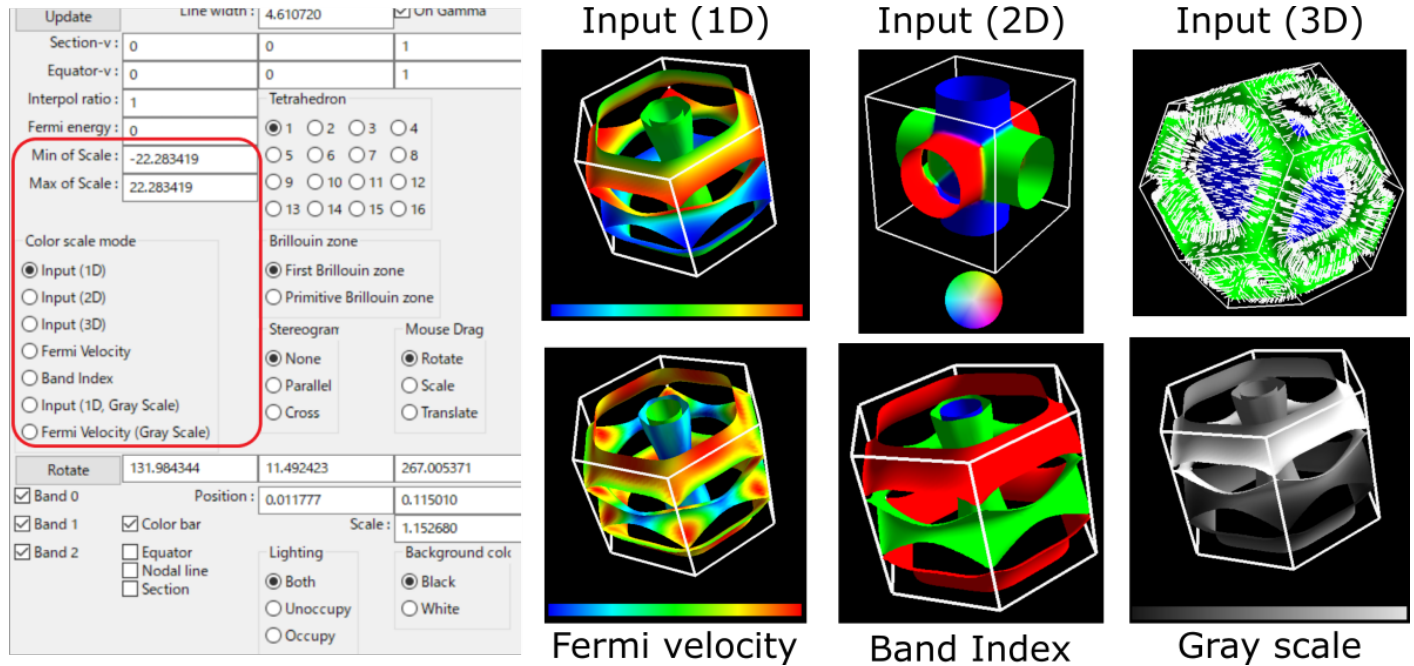 Update
Line width : 4.610720
On Gamma
Section-v : 0 0 1
Equator-v : 0 0 1
Interpol ratio : 1
Fermi energy : 0
Min of Scale : -22.283419
Max of Scale : 22.283419
Tetrahedron
1 2 3 4
5 6 7 8
9 10 11 12
13 14 15 16
Color scale mode
Input (1D)
Input (2D)
Input (3D)
Fermi Velocity
Band Index
Input (1D, Gray Scale)
Fermi Velocity (Gray Scale)
Brillouin zone
First Brillouin zone
Primitive Brillouin zone
Stereogram
None
Parallel
Cross
Mouse Drag
Rotate
Scale
Translate
Rotate 131.984344 11.492423 267.005371
Band 0
Position : 0.011777 0.115010
Band 1
Color bar
Scale : 1.152680
Band 2
Equator
Nodal line
Section
Lighting
Both
Unoccupy
Occupy
Background colo
Black
White
Input (1D)
Input (2D)
Input (3D)
Fermi velocity
Band Index
Gray scale